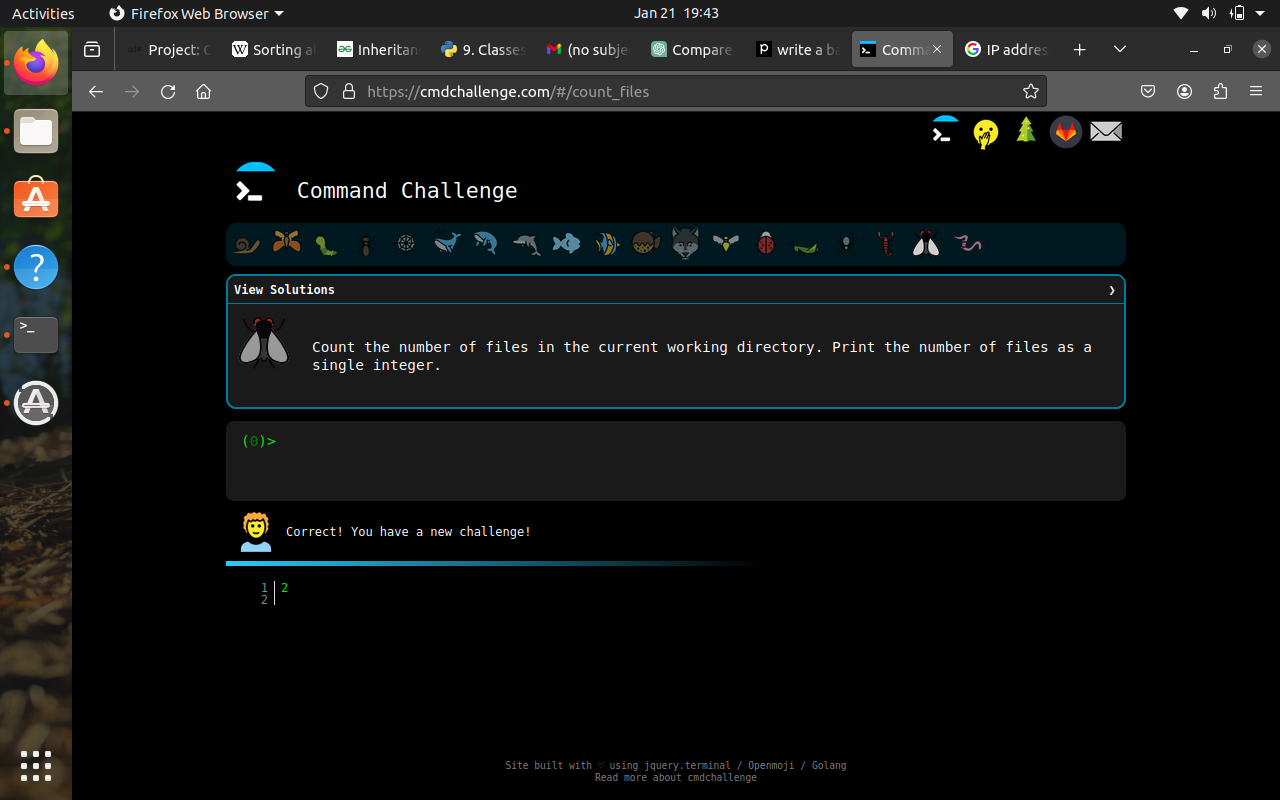 Activities
Firefox Web Browser
Jan 21 19:43
Project: C
Sorting al
Inheritan
9. Classes
(no subje
Compare
write a ba
Comma
IP addres
https://cmdchallenge.com/#/count_files
Command Challenge
View Solutions
Count the number of files in the current working directory. Print the number of files as a
single integer.
(0)>
Correct! You have a new challenge!
1 2
2
Site built with ♡ using jquery.terminal / Openmoji / Golang
Read more about cmdchallenge